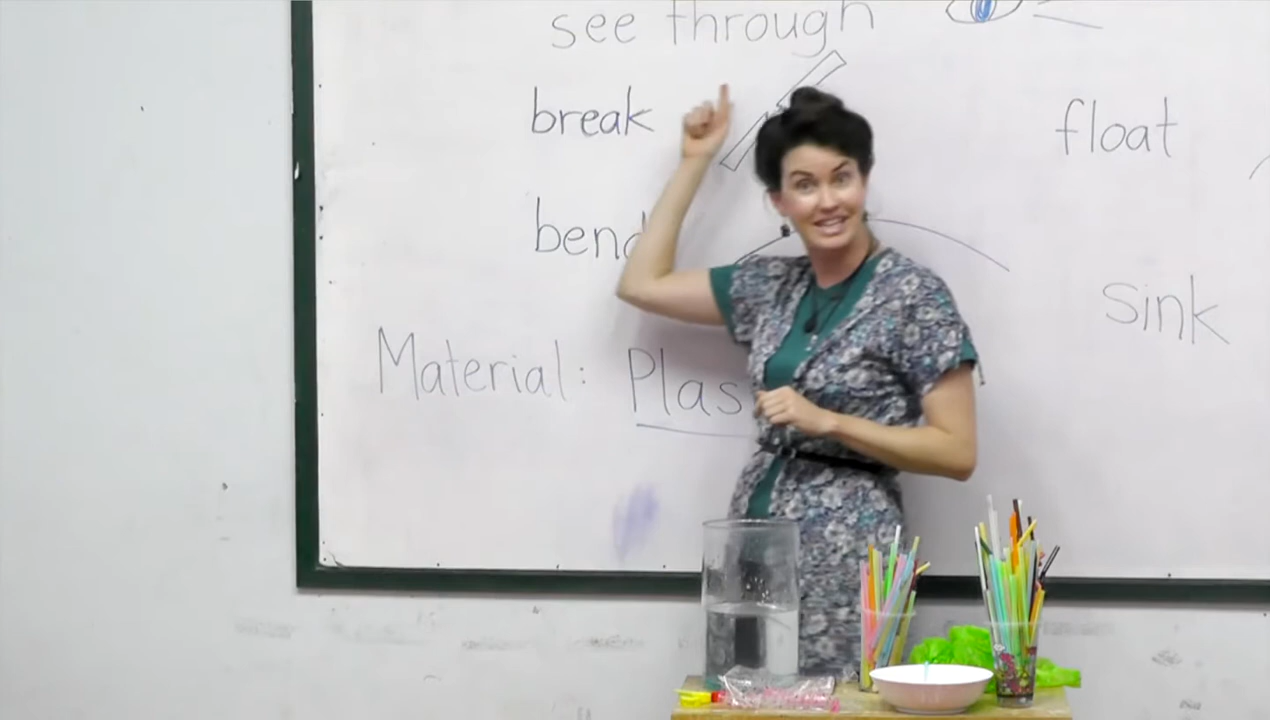 see through
break
float
bend
sink
Material: Plas